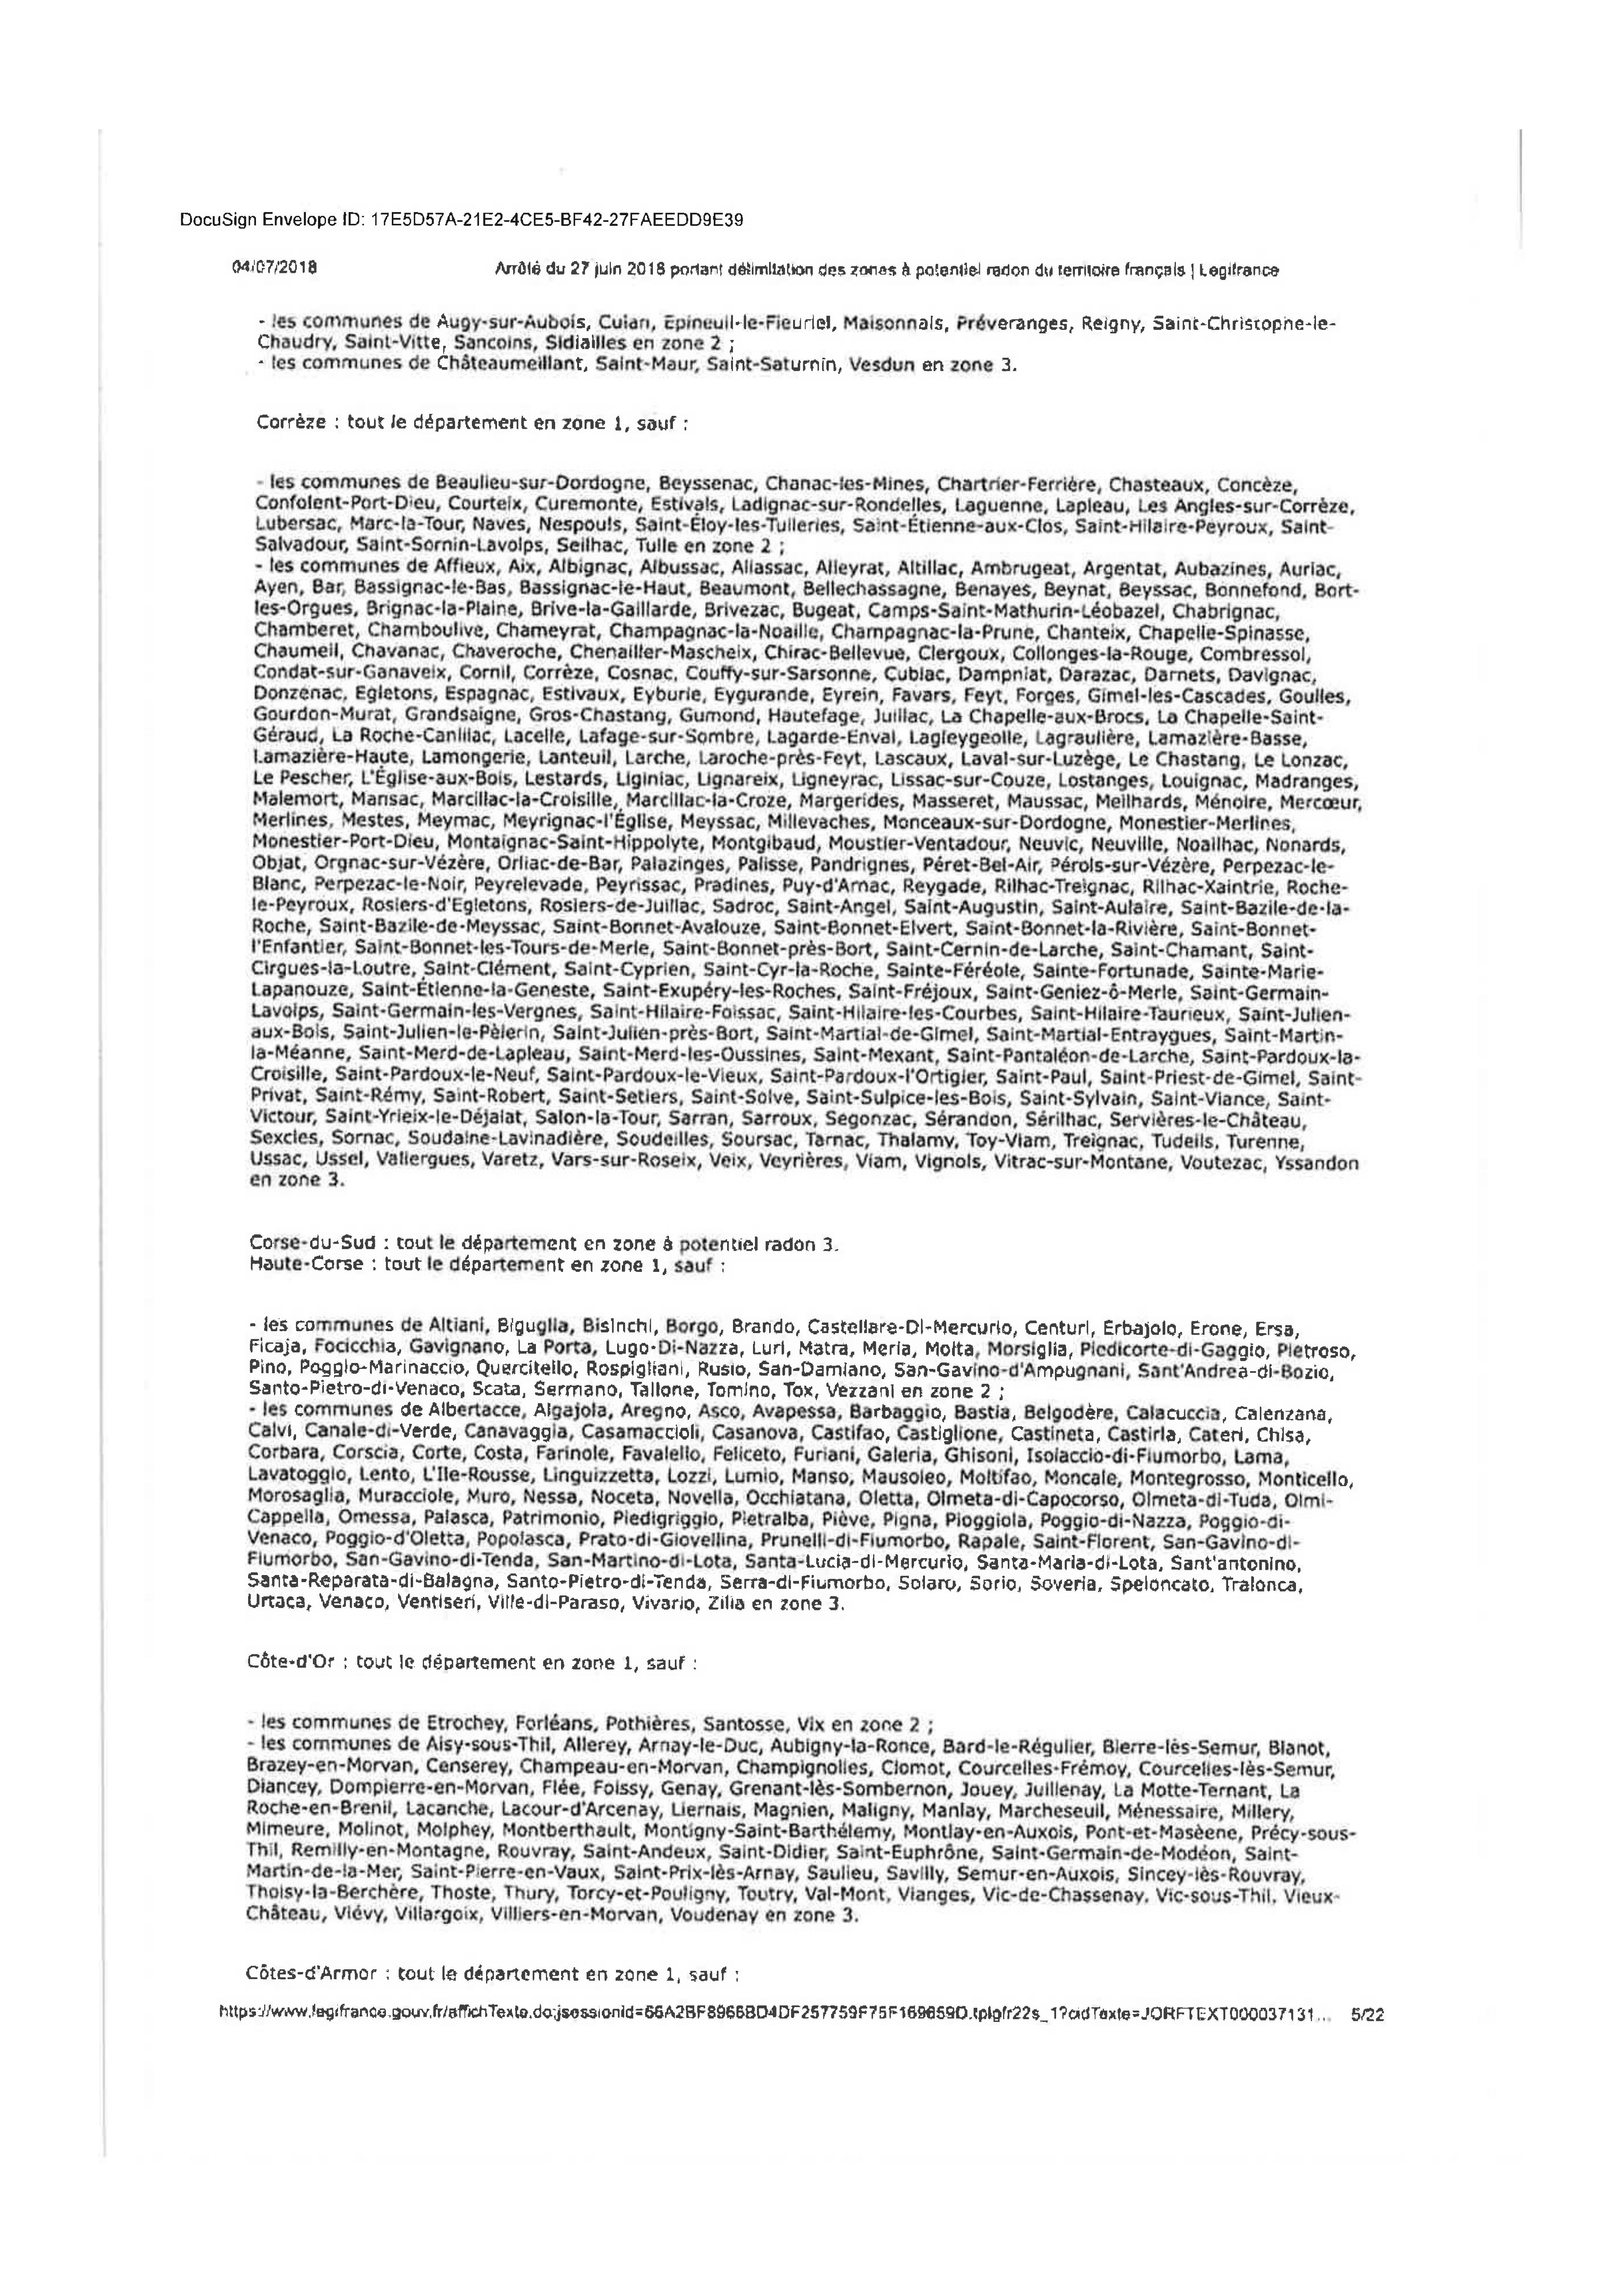 DocuSign Envelope ID: 17E5D57A-21E2-4CE5-BF42-27FAEEDD9E39
04/07/2018 Arrêté du 27 juin 2018 portant délimitation des zones à potentiel radon du territoire français | Legifrance
- les communes de Augy-sur-Aubois, Culan, Epineuil-le-Fleuriel, Maisonnais, Préveranges, Reigny, Saint-Christophe-le-
Chaudry, Saint-Vitte, Sancoins, Sidiailles en zone 2 ;
- les communes de Châteaumeillant, Saint-Maur, Saint-Saturnin, Vesdun en zone 3.
Corrèze : tout le département en zone 1, sauf :
- les communes de Beaulieu-sur-Dordogne, Beyssenac, Chanac-les-Mines, Chartrier-Ferrière, Chasteaux, Concèze,
Confolent-Port-Dieu, Courteix, Curemonte, Estivals, Ladignac-sur-Rondelles, Laguenne, Lapleau, Les Angles-sur-Corrèze,
Lubersac, Marc-la-Tour, Naves, Nespouls, Saint-Éloy-les-Tuileries, Saint-Étienne-aux-Clos, Saint-Hilaire-Peyroux, Saint-
Salvadour, Saint-Sornin-Lavolps, Seilhac, Tulle en zone 2 ;
- les communes de Affieux, Aix, Albignac, Albussac, Allassac, Alleyrat, Altillac, Ambrugeat, Argentat, Aubazines, Auriac,
Ayen, Bar, Bassignac-le-Bas, Bassignac-le-Haut, Beaumont, Bellechassagne, Benayes, Beynat, Beyssac, Bonnefond, Bort-
les-Orgues, Brignac-la-Plaine, Brive-la-Gaillarde, Brivezac, Bugeat, Camps-Saint-Mathurin-Léobazel, Chabrignac,
Chamberet, Chamboulive, Chameyrat, Champagnac-la-Noaille, Champagnac-la-Prune, Chanteix, Chapelle-Spinasse,
Chaumeil, Chavanac, Chaveroche, Chenailler-Mascheix, Chirac-Bellevue, Clergoux, Collonges-la-Rouge, Combressol,
Condat-sur-Ganaveix, Cornil, Corrèze, Cosnac, Couffy-sur-Sarsonne, Cublac, Dampniat, Darazac, Darnets, Davignac,
Donzenac, Egletons, Espagnac, Estivaux, Eyburie, Eygurande, Eyrein, Favars, Feyt, Forges, Gimel-les-Cascades, Goulles,
Gourdon-Murat, Grandsaigne, Gros-Chastang, Gumond, Hautefage, Juillac, La Chapelle-aux-Brocs, La Chapelle-Saint-
Géraud, La Roche-Canillac, Lacelle, Lafage-sur-Sombre, Lagarde-Enval, Lagleygeolle, Lagraulière, Lamazière-Basse,
Lamazière-Haute, Lamongerie, Lanteuil, Larche, Laroche-près-Feyt, Lascaux, Laval-sur-Luzège, Le Chastang, Le Lonzac,
Le Pescher, L'Église-aux-Bois, Lestards, Liginiac, Lignareix, Ligneyrac, Lissac-sur-Couze, Lostanges, Louignac, Madranges,
Malemort, Mansac, Marcillac-la-Croisille, Marcillac-la-Croze, Margerides, Masseret, Maussac, Meilhards, Ménoire, Mercœur,
Merlines, Mestes, Meymac, Meyrignac-l'Église, Meyssac, Millevaches, Monceaux-sur-Dordogne, Monestier-Merlines,
Monestier-Port-Dieu, Montaignac-Saint-Hippolyte, Montgibaud, Moustier-Ventadour, Neuvic, Neuville, Noailhac, Nonards,
Objat, Orgnac-sur-Vézère, Orliac-de-Bar, Palazinges, Palisse, Pandrignes, Péret-Bel-Air, Pérols-sur-Vézère, Perpezac-le-
Blanc, Perpezac-le-Noir, Peyrelevade, Peyrissac, Pradines, Puy-d'Arnac, Reygade, Rilhac-Treignac, Rilhac-Xaintrie, Roche-
le-Peyroux, Rosiers-d'Egletons, Rosiers-de-Juillac, Sadroc, Saint-Angel, Saint-Augustin, Saint-Aulaire, Saint-Bazile-de-la-
Roche, Saint-Bazile-de-Meyssac, Saint-Bonnet-Avalouze, Saint-Bonnet-Elvert, Saint-Bonnet-la-Rivière, Saint-Bonnet-
l'Enfantier, Saint-Bonnet-les-Tours-de-Merle, Saint-Bonnet-près-Bort, Saint-Cernin-de-Larche, Saint-Chamant, Saint-
Cirgues-la-Loutre, Saint-Clément, Saint-Cyprien, Saint-Cyr-la-Roche, Sainte-Féréole, Sainte-Fortunade, Sainte-Marie-
Lapanouze, Saint-Étienne-la-Geneste, Saint-Exupéry-les-Roches, Saint-Fréjoux, Saint-Geniez-ô-Merle, Saint-Germain-
Lavolps, Saint-Germain-les-Vergnes, Saint-Hilaire-Foissac, Saint-Hilaire-les-Courbes, Saint-Hilaire-Taurieux, Saint-Julien-
aux-Bois, Saint-Julien-le-Pèlerin, Saint-Julien-près-Bort, Saint-Martial-de-Gimel, Saint-Martial-Entraygues, Saint-Martin-
la-Méanne, Saint-Merd-de-Lapleau, Saint-Merd-les-Oussines, Saint-Mexant, Saint-Pantaléon-de-Larche, Saint-Pardoux-la-
Croisille, Saint-Pardoux-le-Neuf, Saint-Pardoux-le-Vieux, Saint-Pardoux-l'Ortigier, Saint-Paul, Saint-Priest-de-Gimel, Saint-
Privat, Saint-Rémy, Saint-Robert, Saint-Setiers, Saint-Solve, Saint-Sulpice-les-Bois, Saint-Sylvain, Saint-Viance, Saint-
Victour, Saint-Yrieix-le-Déjalat, Salon-la-Tour, Sarran, Sarroux, Segonzac, Sérandon, Sérilhac, Servières-le-Château,
Sexcles, Sornac, Soudaine-Lavinadière, Soudeilles, Soursac, Tarnac, Thalamy, Toy-Viam, Treignac, Tudeils, Turenne,
Ussac, Ussel, Valiergues, Varetz, Vars-sur-Roseix, Veix, Veyrières, Viam, Vignols, Vitrac-sur-Montane, Voutezac, Yssandon
en zone 3.
Corse-du-Sud : tout le département en zone à potentiel radon 3.
Haute-Corse : tout le département en zone 1, sauf :
- les communes de Altiani, Biguglia, Bisinchi, Borgo, Brando, Castellare-Di-Mercurio, Centuri, Erbajolo, Erone, Ersa,
Ficaja, Focicchia, Gavignano, La Porta, Lugo-Di-Nazza, Luri, Matra, Meria, Moita, Morsiglia, Piedicorte-di-Gaggio, Pietroso,
Pino, Poggio-Marinaccio, Quercitello, Rospigliani, Rusio, San-Damiano, San-Gavino-d'Ampugnani, Sant'Andrea-di-Bozio,
Santo-Pietro-di-Venaco, Scata, Sermano, Tallone, Tomino, Tox, Vezzani en zone 2 ;
- les communes de Albertacce, Algajola, Aregno, Asco, Avapessa, Barbaggio, Bastia, Belgodère, Calacuccia, Calenzana,
Calvi, Canale-di-Verde, Canavaggia, Casamaccioli, Casanova, Castifao, Castiglione, Castineta, Castirla, Cateri, Chisa,
Corbara, Corscia, Corte, Costa, Farinole, Favalello, Feliceto, Furiani, Galeria, Ghisoni, Isolaccio-di-Fiumorbo, Lama,
Lavatoggio, Lento, L'Ile-Rousse, Linguizzetta, Lozzi, Lumio, Manso, Mausoleo, Moltifao, Moncale, Montegrosso, Monticello,
Morosaglia, Muracciole, Muro, Nessa, Noceta, Novella, Occhiatana, Oletta, Olmeta-di-Capocorso, Olmeta-di-Tuda, Olmi-
Cappella, Omessa, Palasca, Patrimonio, Piedigriggio, Pietralba, Piève, Pigna, Pioggiola, Poggio-di-Nazza, Poggio-di-
Venaco, Poggio-d'Oletta, Popolasca, Prato-di-Giovellina, Prunelli-di-Fiumorbo, Rapale, Saint-Florent, San-Gavino-di-
Fiumorbo, San-Gavino-di-Tenda, San-Martino-di-Lota, Santa-Lucia-di-Mercurio, Santa-Maria-di-Lota, Sant'antonino,
Santa-Reparata-di-Balagna, Santo-Pietro-di-Tenda, Serra-di-Fiumorbo, Solaro, Sorio, Soveria, Speloncato, Tralonca,
Urtaca, Venaco, Ventiseri, Ville-di-Paraso, Vivario, Zilia en zone 3.
Côte-d'Or : tout le département en zone 1, sauf :
- les communes de Etrochey, Forléans, Pothières, Santosse, Vix en zone 2 ;
- les communes de Aisy-sous-Thil, Allerey, Arnay-le-Duc, Aubigny-la-Ronce, Bard-le-Régulier, Bierre-lès-Semur, Blanot,
Brazey-en-Morvan, Censerey, Champeau-en-Morvan, Champignolles, Clomot, Courcelles-Frémoy, Courcelles-lès-Semur,
Diancey, Dompierre-en-Morvan, Flée, Foissy, Genay, Grenant-lès-Sombernon, Jouey, Juillenay, La Motte-Ternant, La
Roche-en-Brenil, Lacanche, Lacour-d'Arcenay, Liernais, Magnien, Maligny, Manlay, Marcheseuil, Ménessaire, Millery,
Mimeure, Molinot, Molphey, Montberthault, Montigny-Saint-Barthélemy, Montlay-en-Auxois, Pont-et-Masèene, Précy-sous-
Thil, Remilly-en-Montagne, Rouvray, Saint-Andeux, Saint-Didier, Saint-Euphrône, Saint-Germain-de-Modéon, Saint-
Martin-de-la-Mer, Saint-Pierre-en-Vaux, Saint-Prix-lès-Arnay, Saulieu, Savilly, Semur-en-Auxois, Sincey-lès-Rouvray,
Thoisy-la-Berchère, Thoste, Thury, Torcy-et-Pouligny, Toutry, Val-Mont, Vianges, Vic-de-Chassenay, Vic-sous-Thil, Vieux-
Château, Viévy, Villargoix, Villiers-en-Morvan, Voudenay en zone 3.
Côtes-d'Armor : tout le département en zone 1, sauf :
https://www.legifrance.gouv.fr/affichTexte.do;jsessionid=66A2BF8966BD4DF257759F75F169659D.tplgfr22s_1?cidTexte=JORFTEXT000037131... 5/22